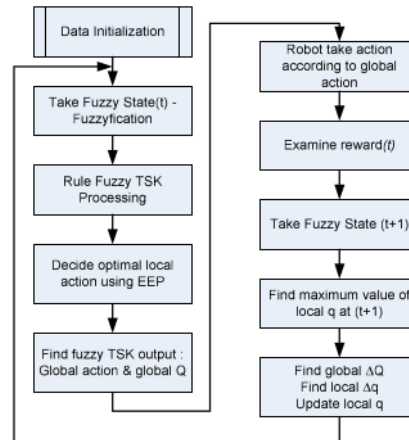 Data Initialization
Take Fuzzy State(t) -
Fuzzyfication
Rule Fuzzy TSK
Processing
Decide optimal local
action using EEP
Find fuzzy TSK output :
Global action & global Q
Robot take action
according to global
action
Examine reward(t)
Take Fuzzy State (t+1)
Find maximum value of
local q at (t+1)
Find global ΔQ
Find local Δq
Update local q